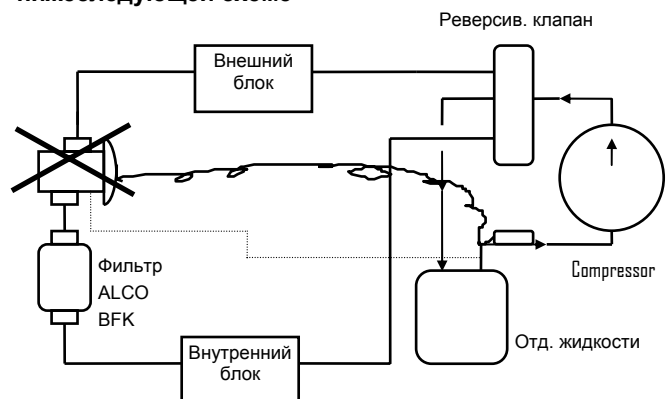 Реверсив. клапан
Внешний
блок
Фильтр
ALCO
BFK
Compressor
Внутренний
блок
Отд. жидкости